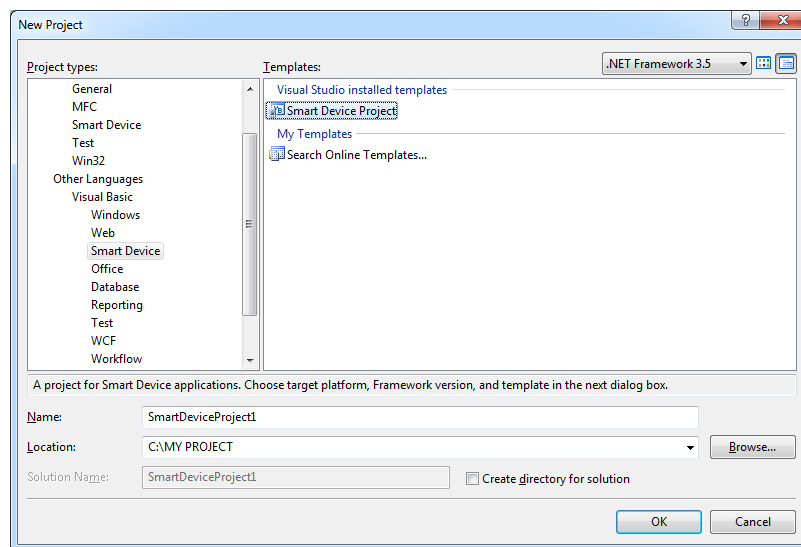 New Project
?
Project types:
Templates:
.NET Framework 3.5
General
MFC
Smart Device
Test
Win32
Other Languages
Visual Basic
Windows
Web
Smart Device
Office
Database
Reporting
Test
WCF
Workflow
Visual Studio installed templates
Smart Device Project
My Templates
Search Online Templates...
A project for Smart Device applications. Choose target platform, Framework version, and template in the next dialog box.
Name:
SmartDeviceProject1
Location:
C:\MY PROJECT
Browse...
Solution Name:
SmartDeviceProject1
Create directory for solution
OK
Cancel